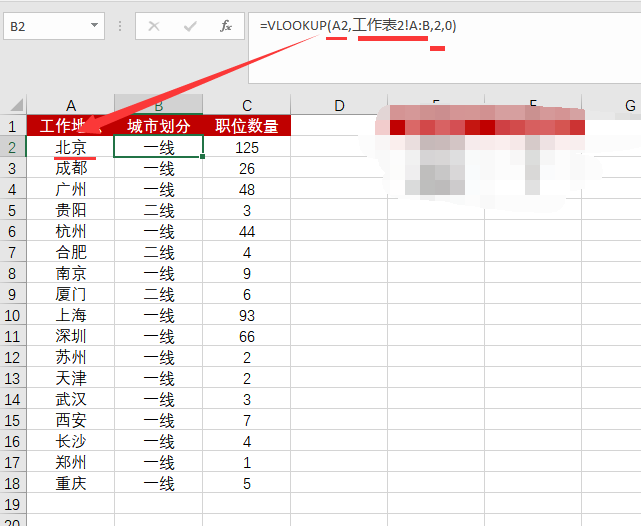 B2 fx =VLOOKUP(A2,工作表2!A:B,2,0)
A B C D E F G
1 工作地 城市划分 职位数量
2 北京 一线 125
3 成都 一线 26
4 广州 一线 48
5 贵阳 二线 3
6 杭州 一线 44
7 合肥 二线 4
8 南京 一线 9
9 厦门 二线 6
10 上海 一线 93
11 深圳 一线 66
12 苏州 一线 2
13 天津 一线 2
14 武汉 一线 3
15 西安 一线 7
16 长沙 一线 4
17 郑州 一线 1
18 重庆 一线 5
19
20